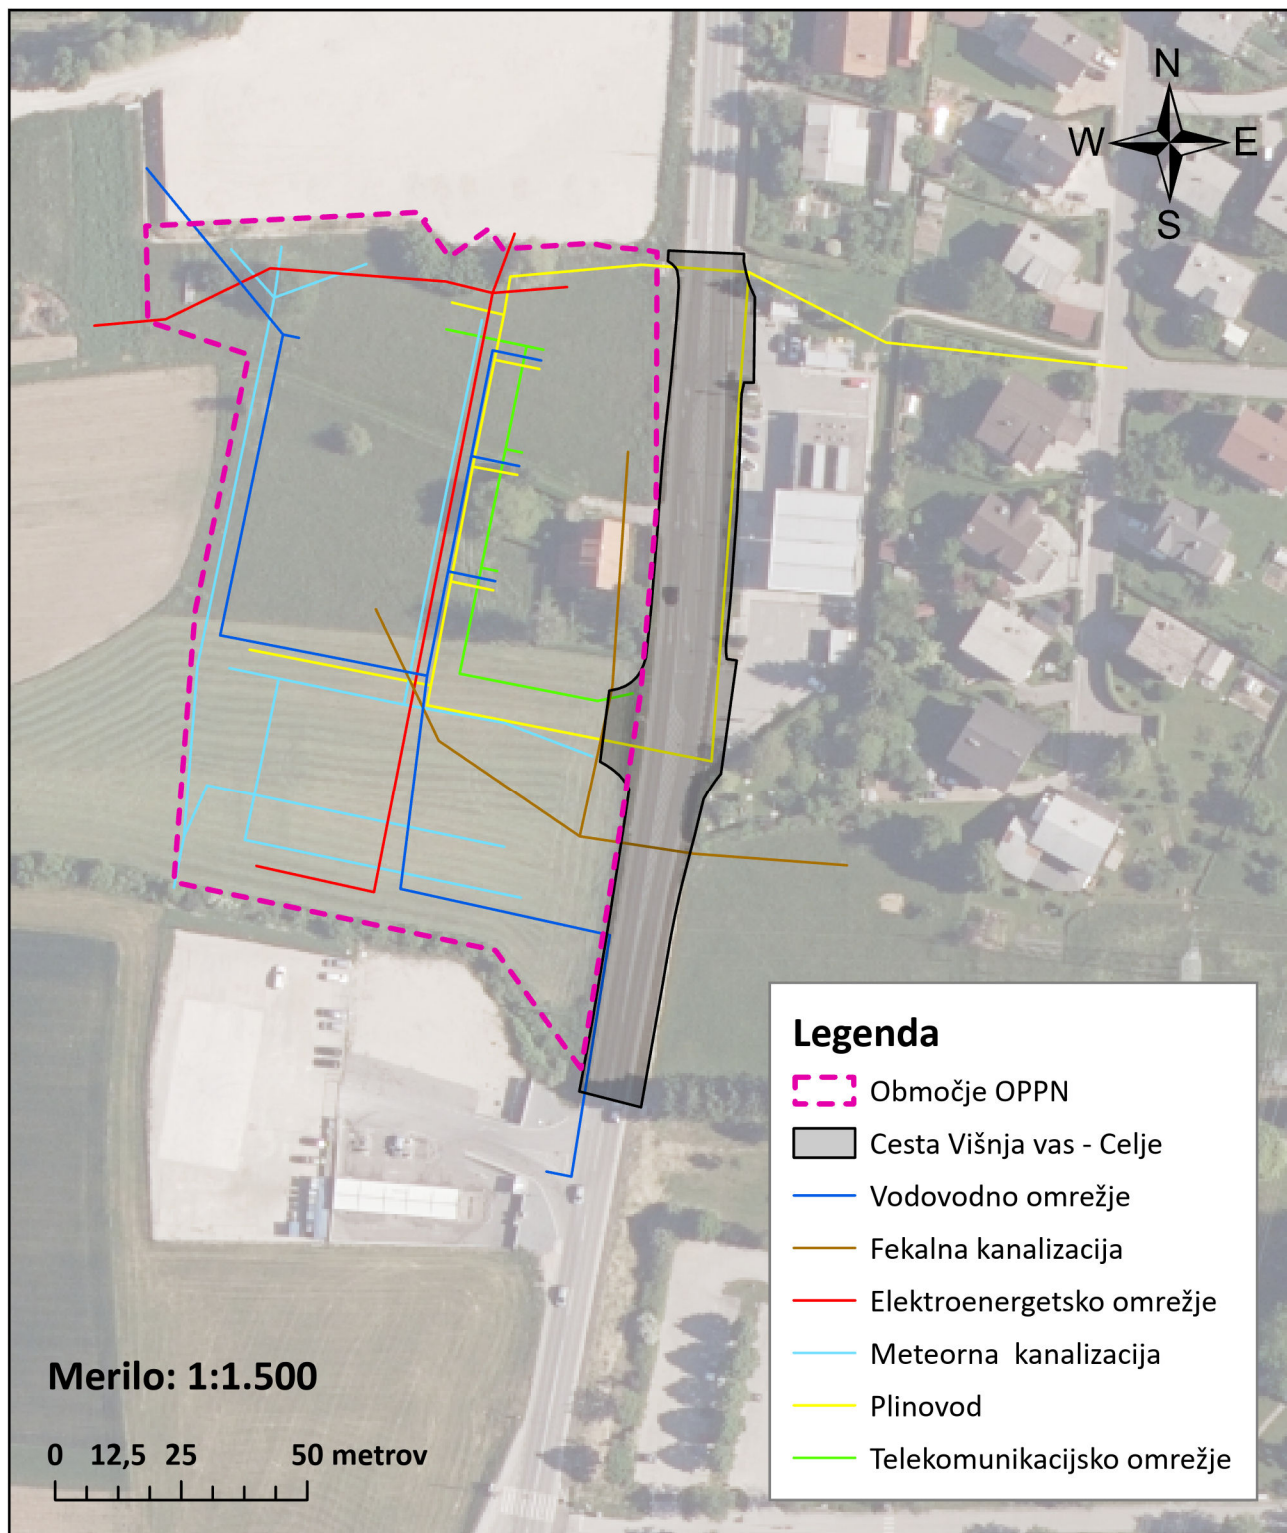 N
W E
S
Legenda
Območje OPPN
Cesta Višnja vas - Celje
Vodovodno omrežje
Fekalna kanalizacija
Elektroenergetsko omrežje
Meteorna kanalizacija
Plinovod
Telekomunikacijsko omrežje
Merilo: 1:1.500
0 12,5 25 50 metrov